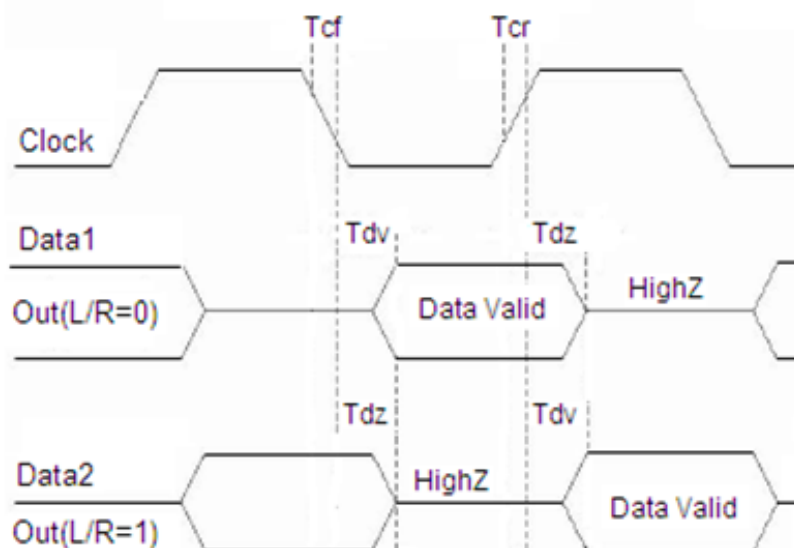 Tcf Tcr
Clock
Data1 Tdv Tdz
Out(L/R=0) Data Valid HighZ
Tdz Tdv
Data2 HighZ
Out(L/R=1) Data Valid